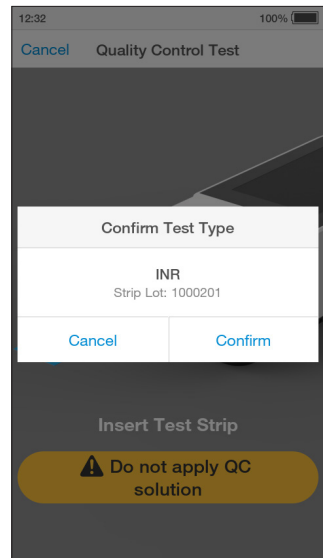 12:32 100%
Cancel Quality Control Test
Confirm Test Type
INR
Strip Lot: 1000201
Cancel Confirm
Insert Test Strip
Do not apply QC
solution